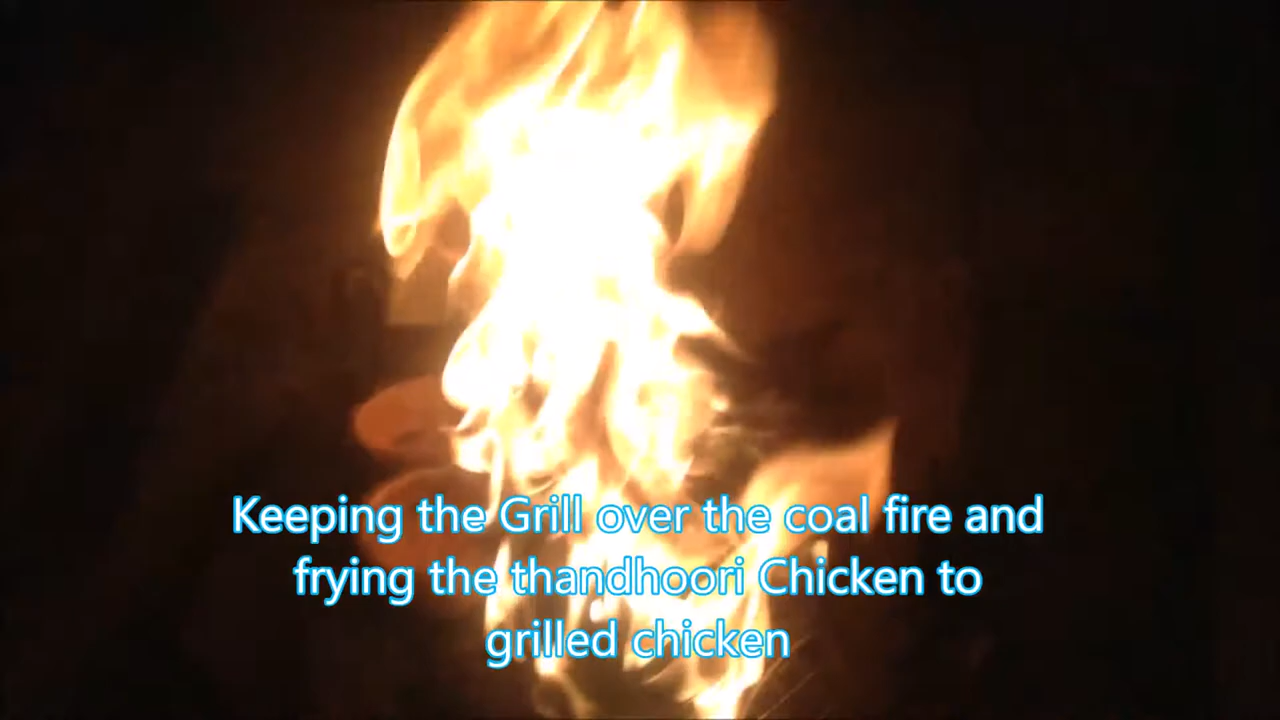 Keeping the Grill over the coal fire and
frying the thandhoori Chicken to
grilled chicken